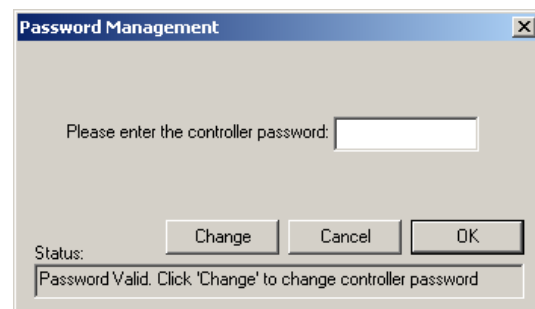 Password Management
Please enter the controller password:
Change Cancel OK
Status:
Password Valid. Click 'Change' to change controller password